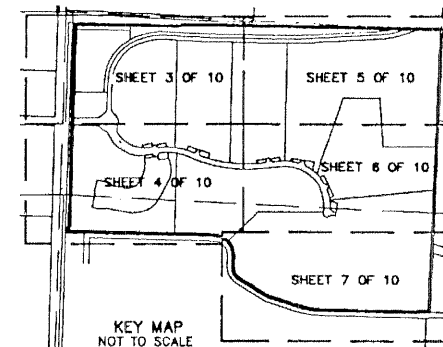 SHEET 3 OF 10
SHEET 5 OF 10
SHEET 4 OF 10
SHEET 6 OF 10
SHEET 7 OF 10
KEY MAP
NOT TO SCALE